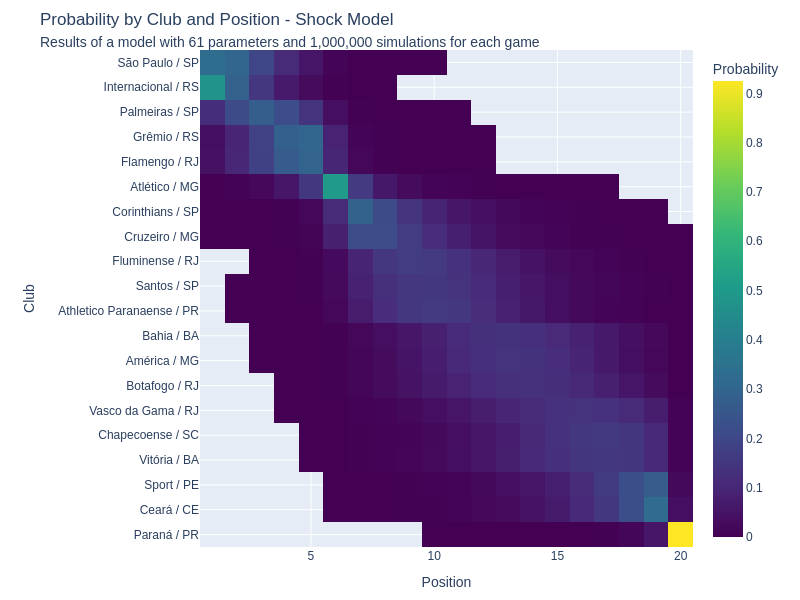 Probability by Club and Position - Shock Model
Results of a model with 61 parameters and 1,000,000 simulations for each game
Probability
São Paulo / SP
Internacional / RS
Palmeiras / SP
Grêmio / RS
Flamengo / RJ
Atlético / MG
Corinthians / SP
Cruzeiro / MG
Fluminense / RJ
Santos / SP
Athletico Paranaense / PR
Bahia / BA
América / MG
Botafogo / RJ
Vasco da Gama / RJ
Chapecoense / SC
Vitória / BA
Sport / PE
Ceará / CE
Paraná / PR
Club
5
10
15
20
Position
0.9
0.8
0.7
0.6
0.5
0.4
0.3
0.2
0.1
0